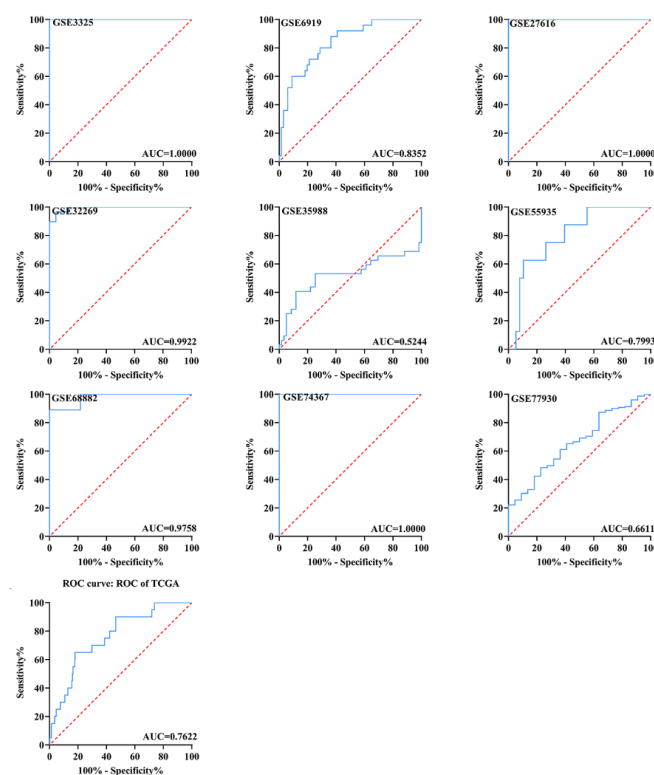 GSE3325
100
80
60
40
20
0
Sensitivity%
AUC=1.0000
0 20 40 60 80 100
100% - Specificity%
GSE6919
100
80
60
40
20
0
Sensitivity%
AUC=0.8352
0 20 40 60 80 100
100% - Specificity%
GSE27616
100
80
60
40
20
0
Sensitivity%
AUC=1.0000
0 20 40 60 80 100
100% - Specificity%
GSE32269
100
80
60
40
20
0
Sensitivity%
AUC=0.9922
0 20 40 60 80 100
100% - Specificity%
GSE35988
100
80
60
40
20
0
Sensitivity%
AUC=0.5244
0 20 40 60 80 100
100% - Specificity%
GSE55935
100
80
60
40
20
0
Sensitivity%
AUC=0.7993
0 20 40 60 80 100
100% - Specificity%
GSE68882
100
80
60
40
20
0
Sensitivity%
AUC=0.9758
0 20 40 60 80 100
100% - Specificity%
GSE74367
100
80
60
40
20
0
Sensitivity%
AUC=1.0000
0 20 40 60 80 100
100% - Specificity%
GSE77930
100
80
60
40
20
0
Sensitivity%
AUC=0.6611
0 20 40 60 80 100
100% - Specificity%
ROC curve: ROC of TCGA
100
80
60
40
20
0
Sensitivity%
AUC=0.7622
0 20 40 60 80 100
100% - Specificity%